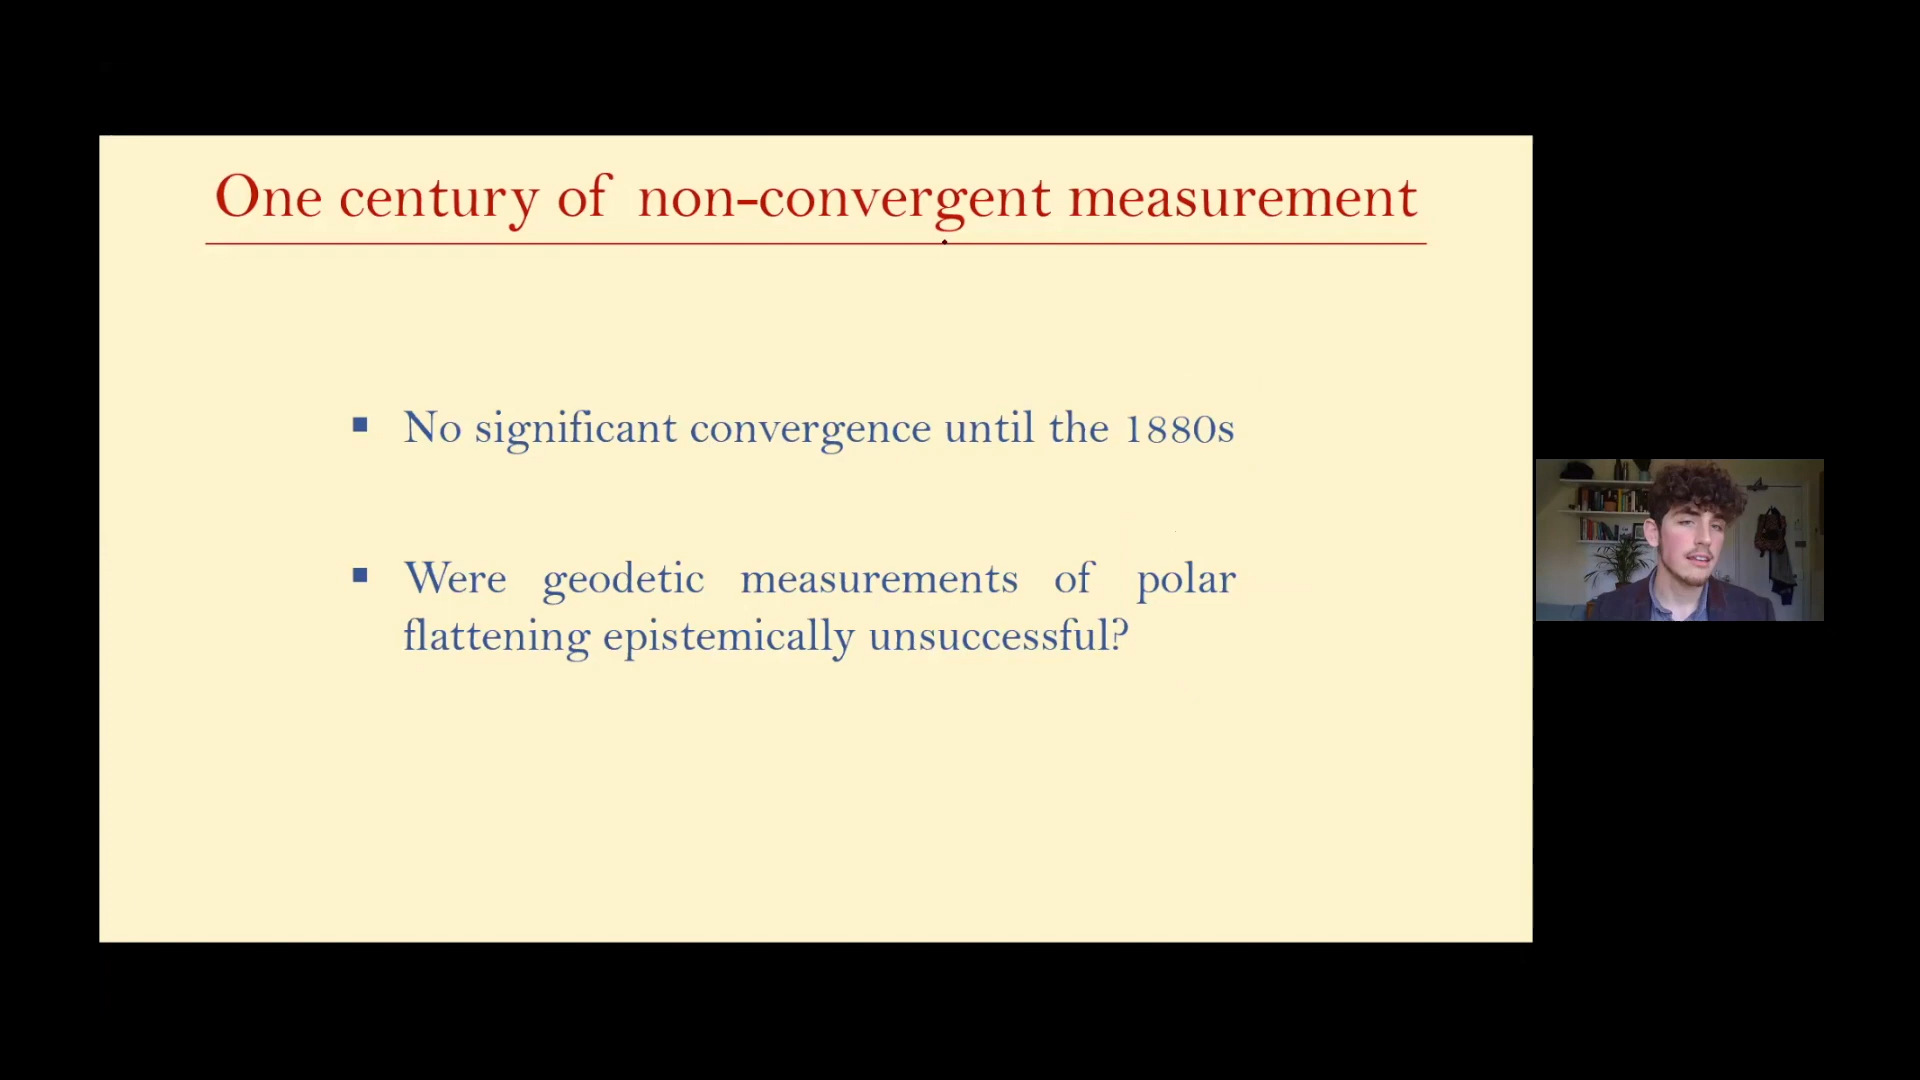 One century of non-convergent measurement
▪ No significant convergence until the 1880s
▪ Were geodetic measurements of polar
flattening epistemically unsuccessful?